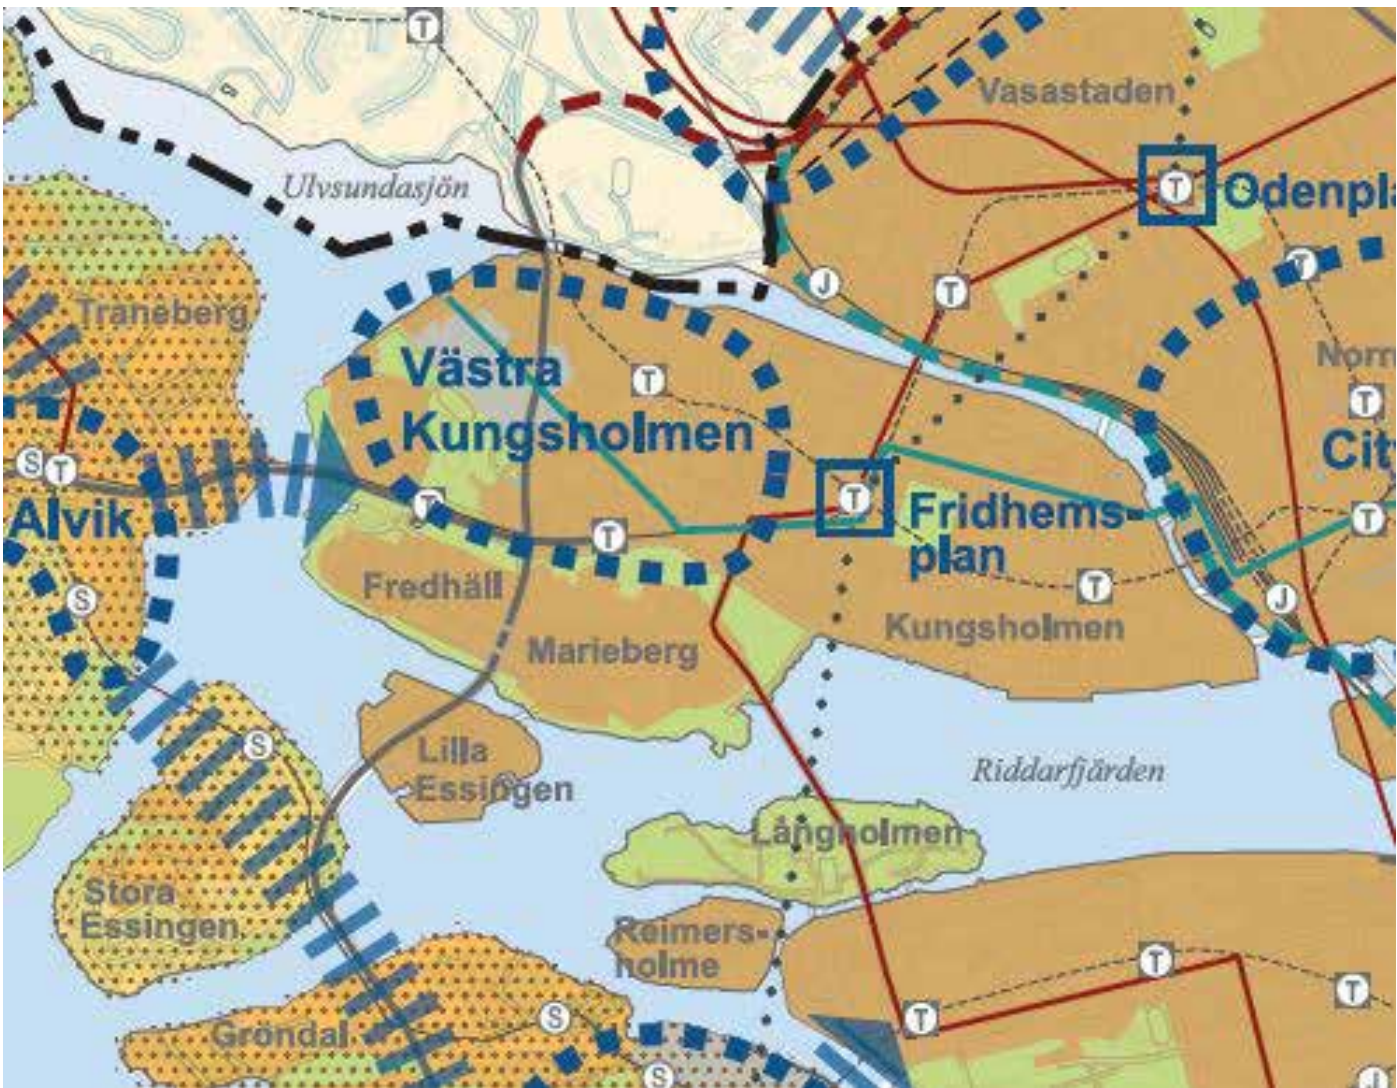 T
Vasastaden
Ulvsundasjön
T
Odenpla
J
T
T
Traneberg
Norr
Västra
T
T
Kungsholmen
City
S
T
T
T
Fridhems-
plan
T
T
Alvik
Fredhäll
T
S
J
Kungsholmen
Marieberg
S
Lilla
Essingen
Riddarfjärden
Långholmen
Stora
Essingen
Reimers-
holme
T
T
S
T
Gröndal
S
J